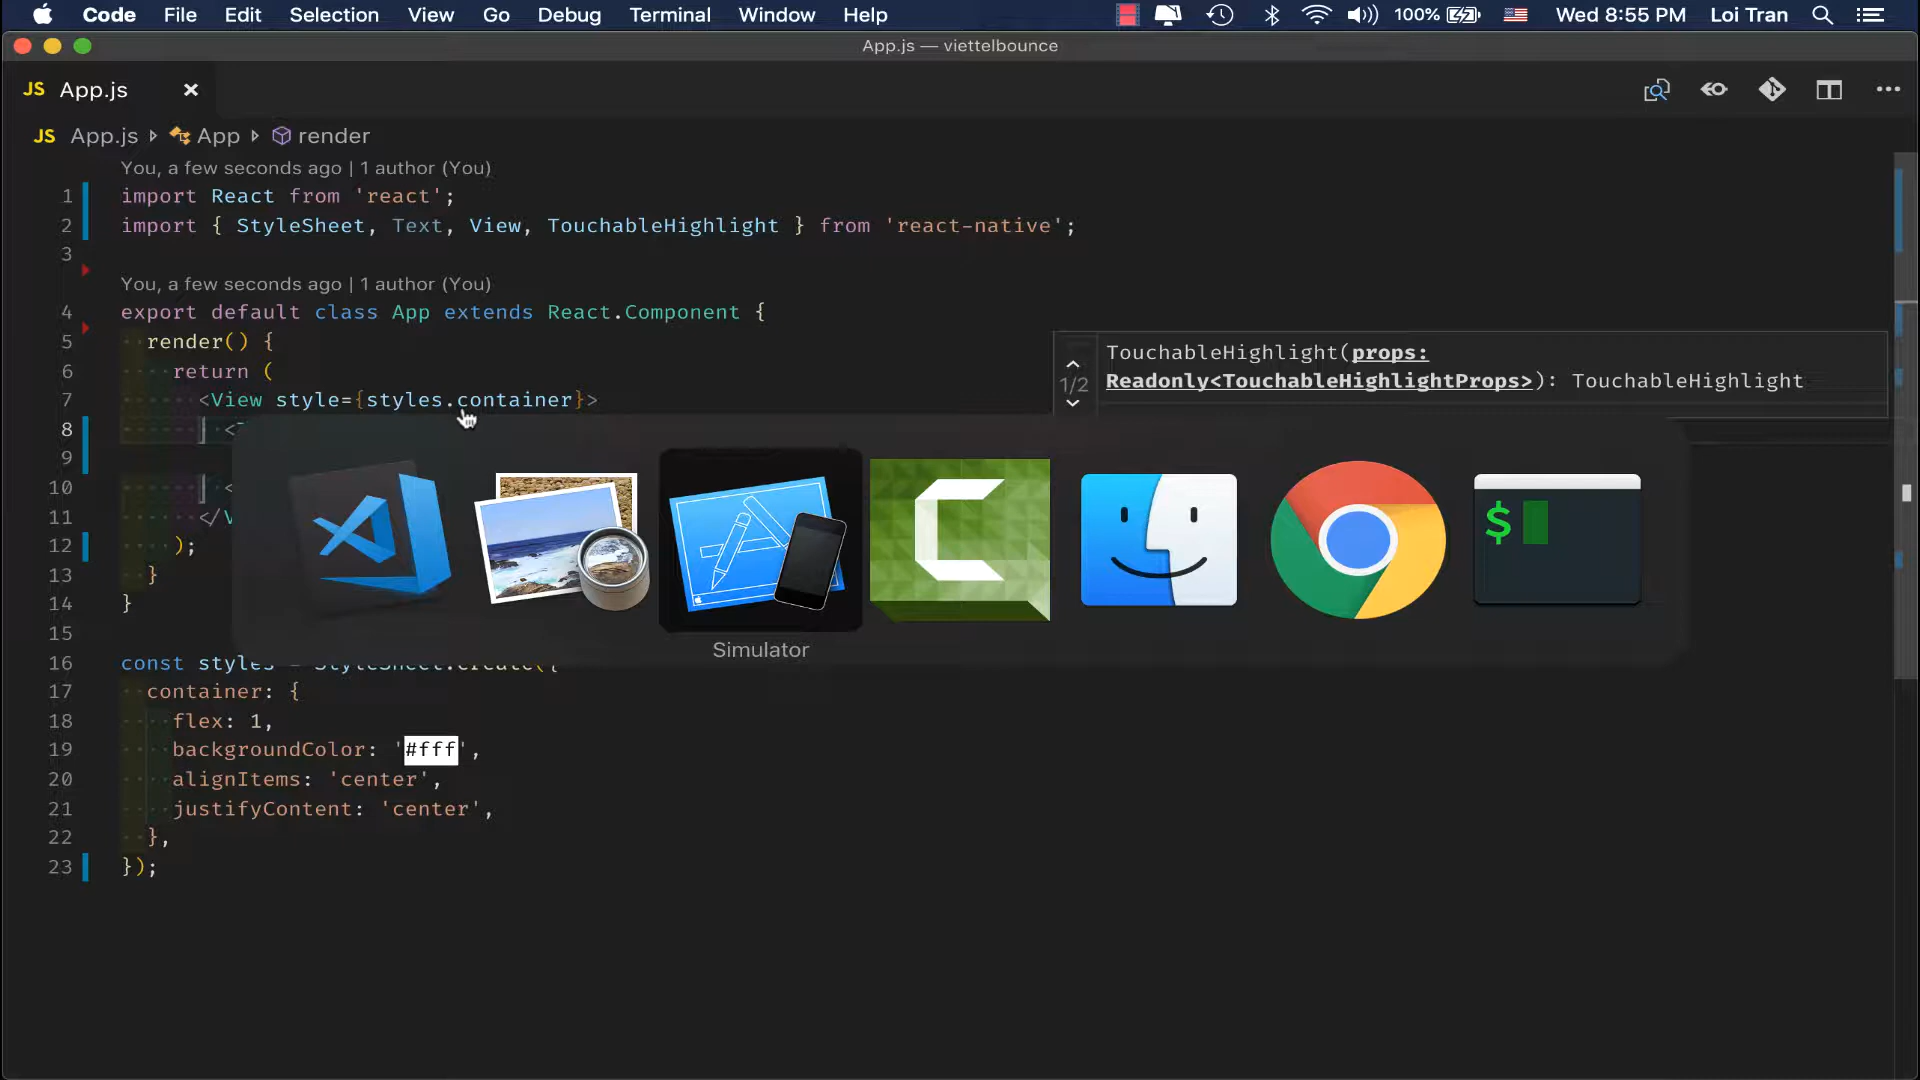 Code File Edit Selection View Go Debug Terminal Window Help 100% Wed 8:55 PM Loi Tran
App.js — viettelbounce
JS App.js
JS App.js App render
You, a few seconds ago | 1 author (You)
1 import React from 'react';
2 import { StyleSheet, Text, View, TouchableHighlight } from 'react-native';
3
You, a few seconds ago | 1 author (You)
4 export default class App extends React.Component {
5 render() {
6 return (
7 <View style={styles.container}>
TouchableHighlight(props:
1/2 Readonly<TouchableHighlightProps>): TouchableHighlight
8 <
9
10 <
11 </V
12 );
13 }
14 }
15
Simulator
16 const styles = StyleSheet.create({
17 container: {
18 flex: 1,
19 backgroundColor: '#fff',
20 alignItems: 'center',
21 justifyContent: 'center',
22 },
23 });